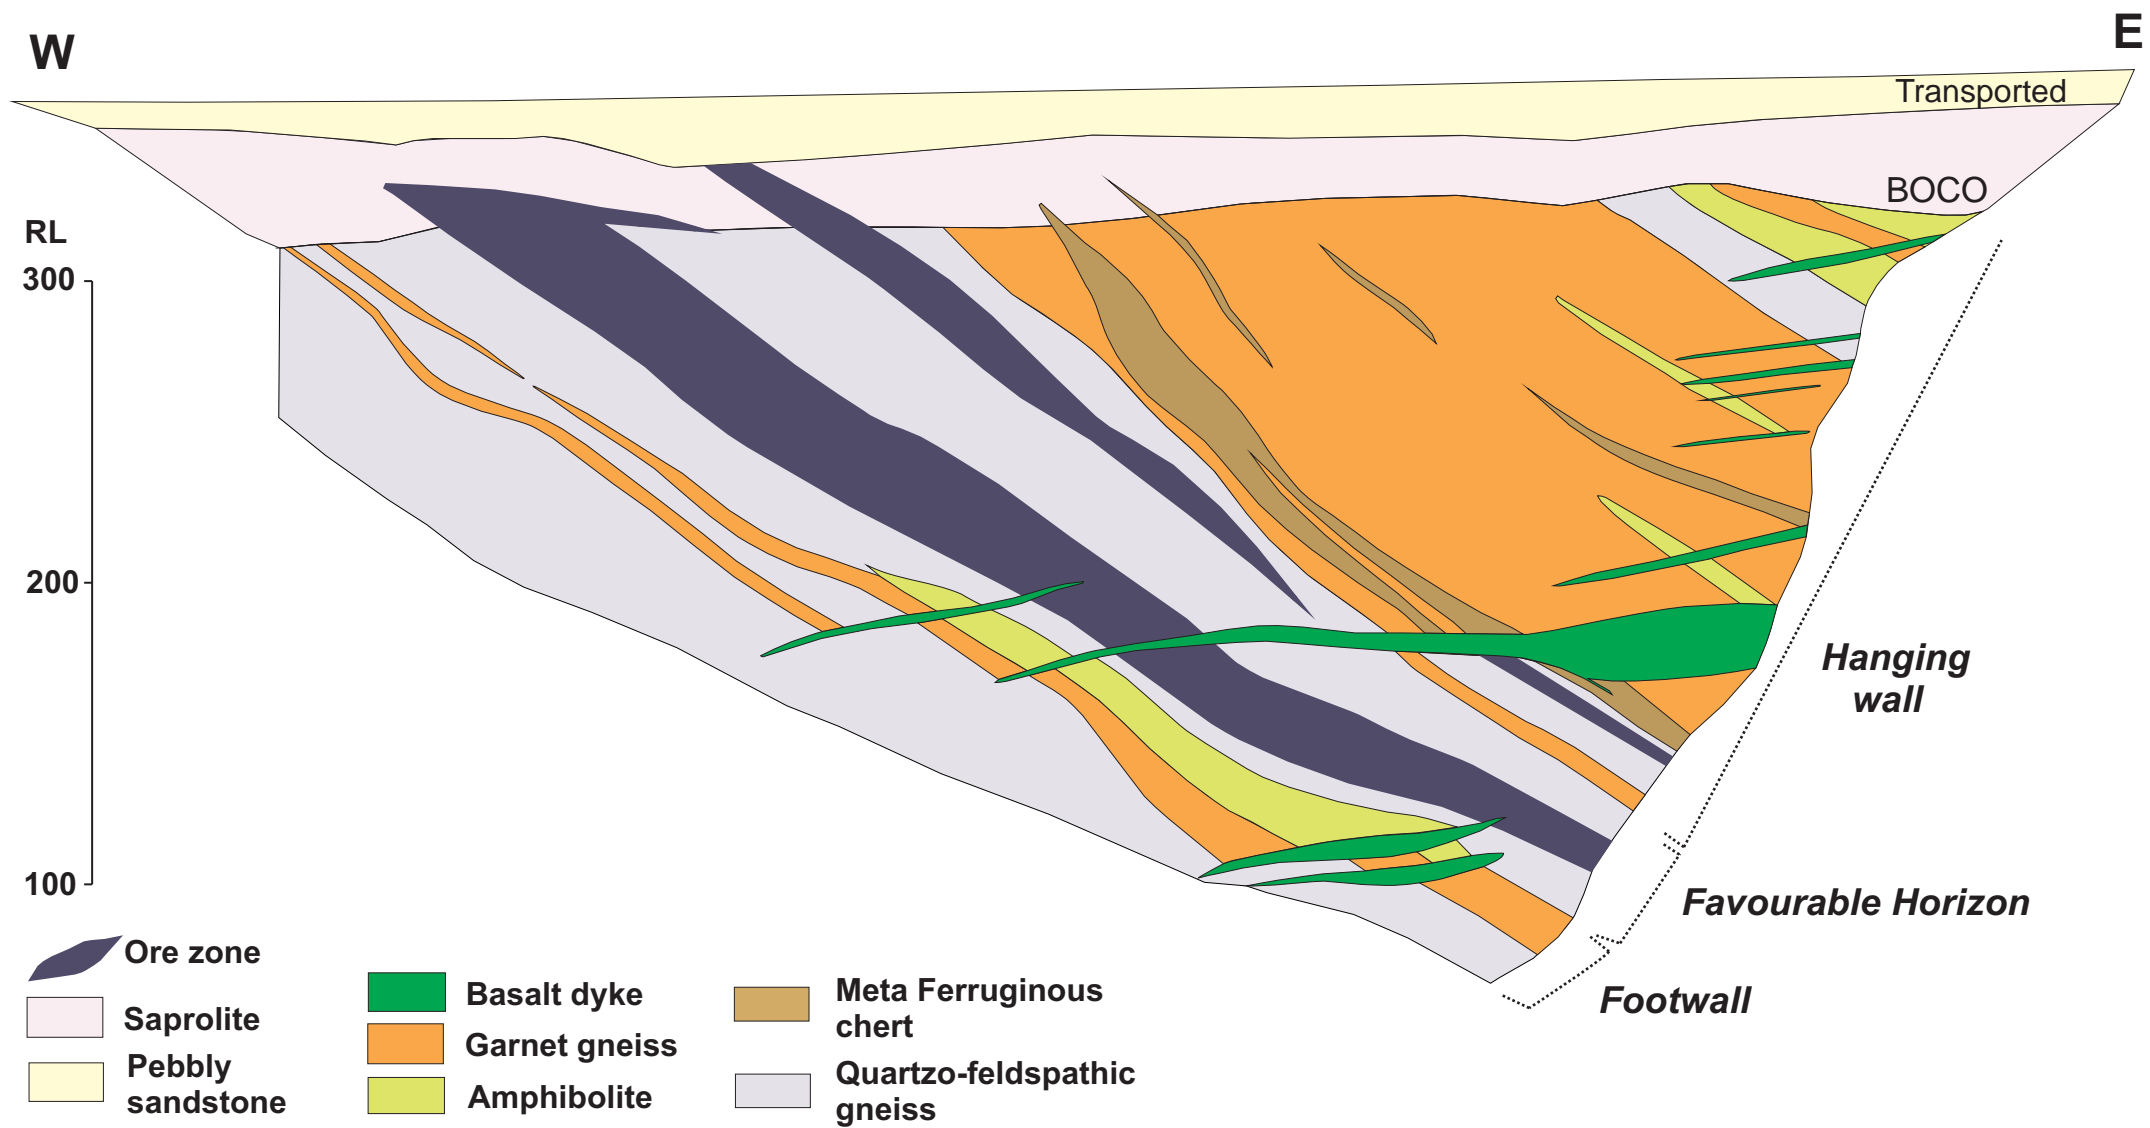 W
E
Transported
BOCO
RL
300
200
100
Hanging
wall
Favourable Horizon
Footwall
Ore zone
Saprolite
Pebbly
sandstone
Basalt dyke
Garnet gneiss
Amphibolite
Meta Ferruginous
chert
Quartzo-feldspathic
gneiss